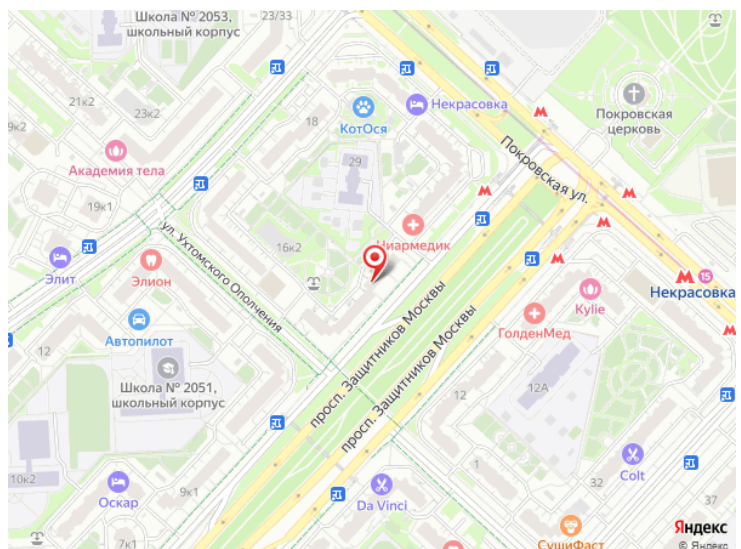 Школа № 2053,
школьный корпус
23/33
21к2
23к2
9к2
18
КотОся
Некрасовка
Покровская
церковь
Академия тела
29
Покровская ул.
19к1
16к2
Ниармедик
ул. Ухтомского Ополчения
Элит
Элион
15
Некрасовка
Kylie
ГолденМед
Автопилот
просп. Защитников Москвы
просп. Защитников Москвы
12
Школа № 2051,
школьный корпус
12
12А
10к2
Оскар
9к1
1
Da Vinci
32
Colt
37
7к1
СушиФаст
Яндекс
© Яндекс